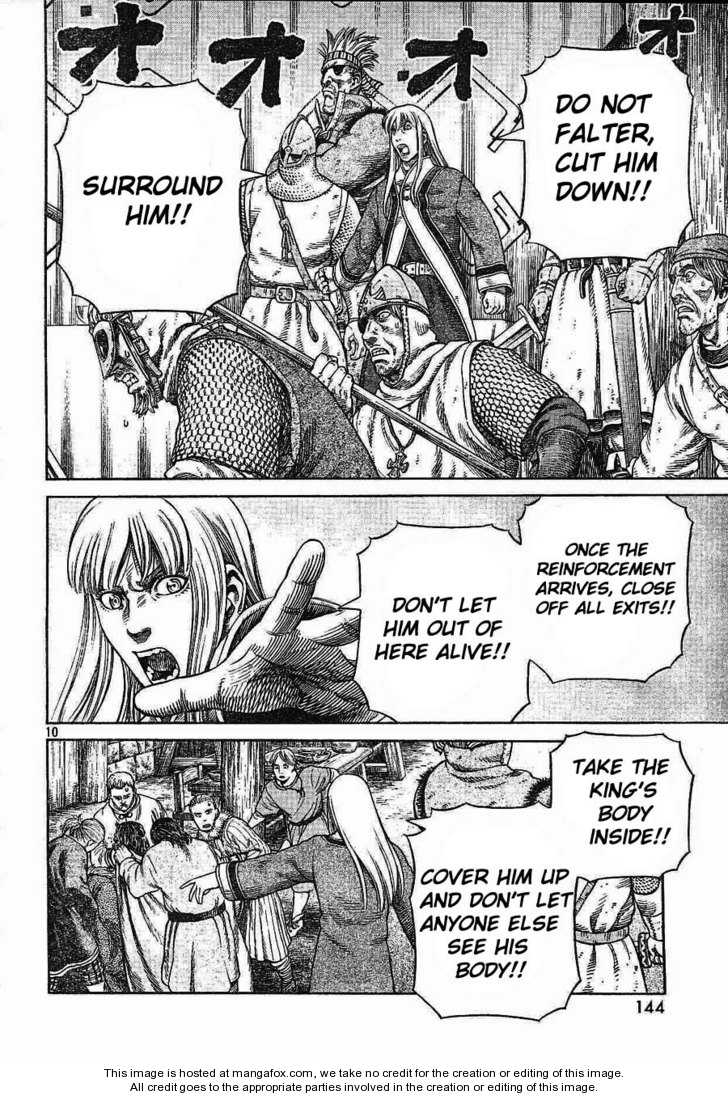 オオオオ
DO NOT
FALTER,
CUT HIM
DOWN!!
SURROUND
HIM!!
ONCE THE
REINFORCEMENT
ARRIVES, CLOSE
OFF ALL EXITS!!
DON'T LET
HIM OUT OF
HERE ALIVE!!
10
TAKE THE
KING'S
BODY
INSIDE!!
COVER HIM UP
AND DON'T LET
ANYONE ELSE
SEE HIS
BODY!!
144
This image is hosted at mangafox.com, we take no credit for the creation or editing of this image.
All credit goes to the appropriate parties involved in the creation or editing of this image.